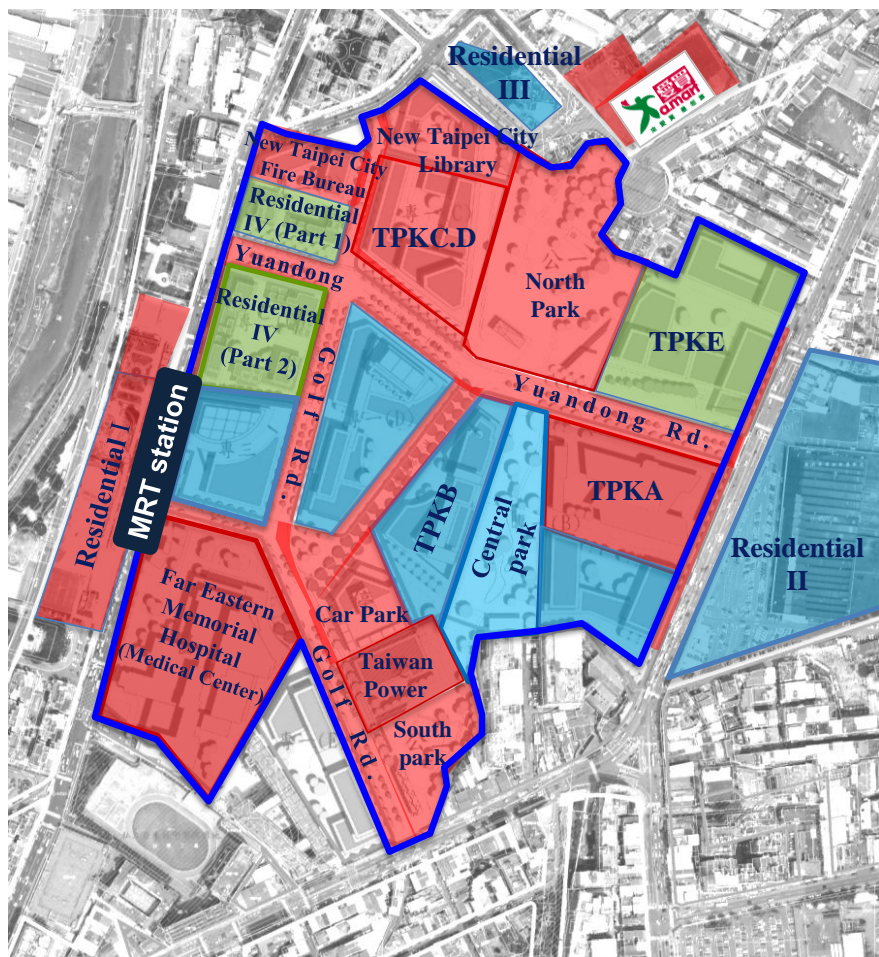 Residential
III
a.mart
New Taipei City
Library
New Taipei City
Fire Bureau
Residential
IV (Part 1)
TPKC.D
Yuandong
North
Park
Residential
IV
(Part 2)
TPKE
Golf Rd.
Yuandong Rd.
MRT station
Residential I
TPKB
Central
park
TPKA
(B)
Residential
II
Far Eastern
Memorial
Hospital
(Medical Center)
Car Park
Taiwan
Power
Golf Rd.
South
park